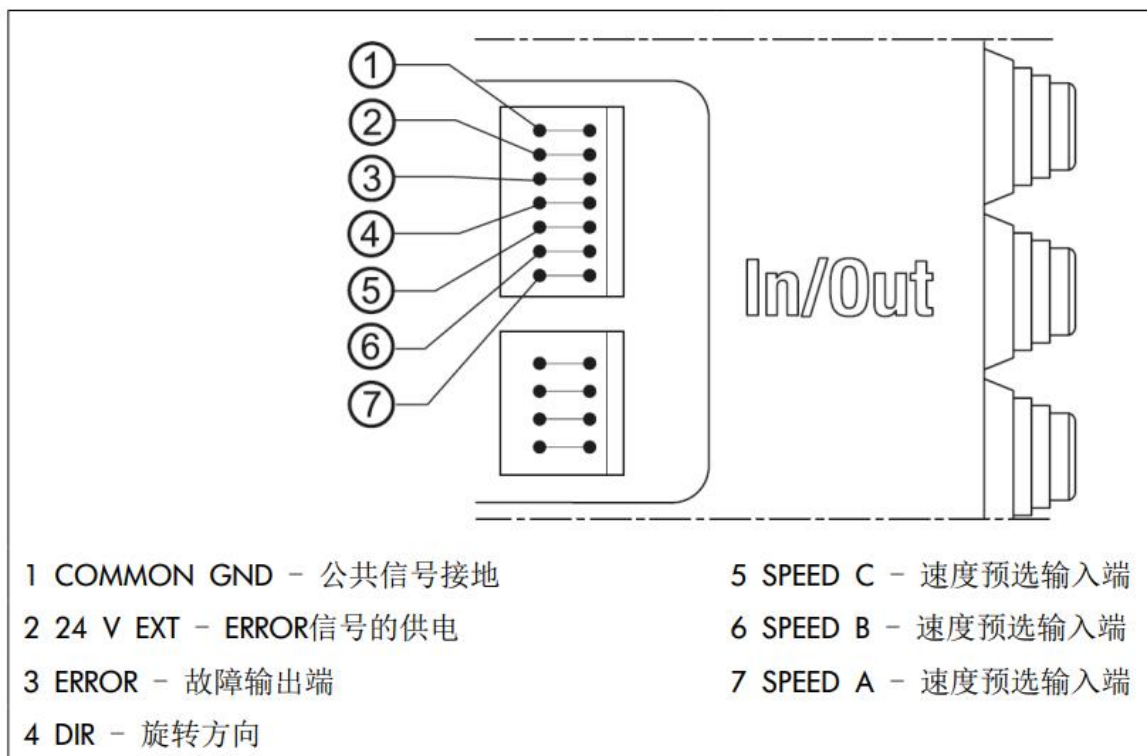 1
2
3
4
5
6
7
In/Out
1 COMMON GND – 公共信号接地
2 24 V EXT – ERROR信号的供电
3 ERROR – 故障输出端
4 DIR – 旋转方向
5 SPEED C – 速度预选输入端
6 SPEED B – 速度预选输入端
7 SPEED A – 速度预选输入端